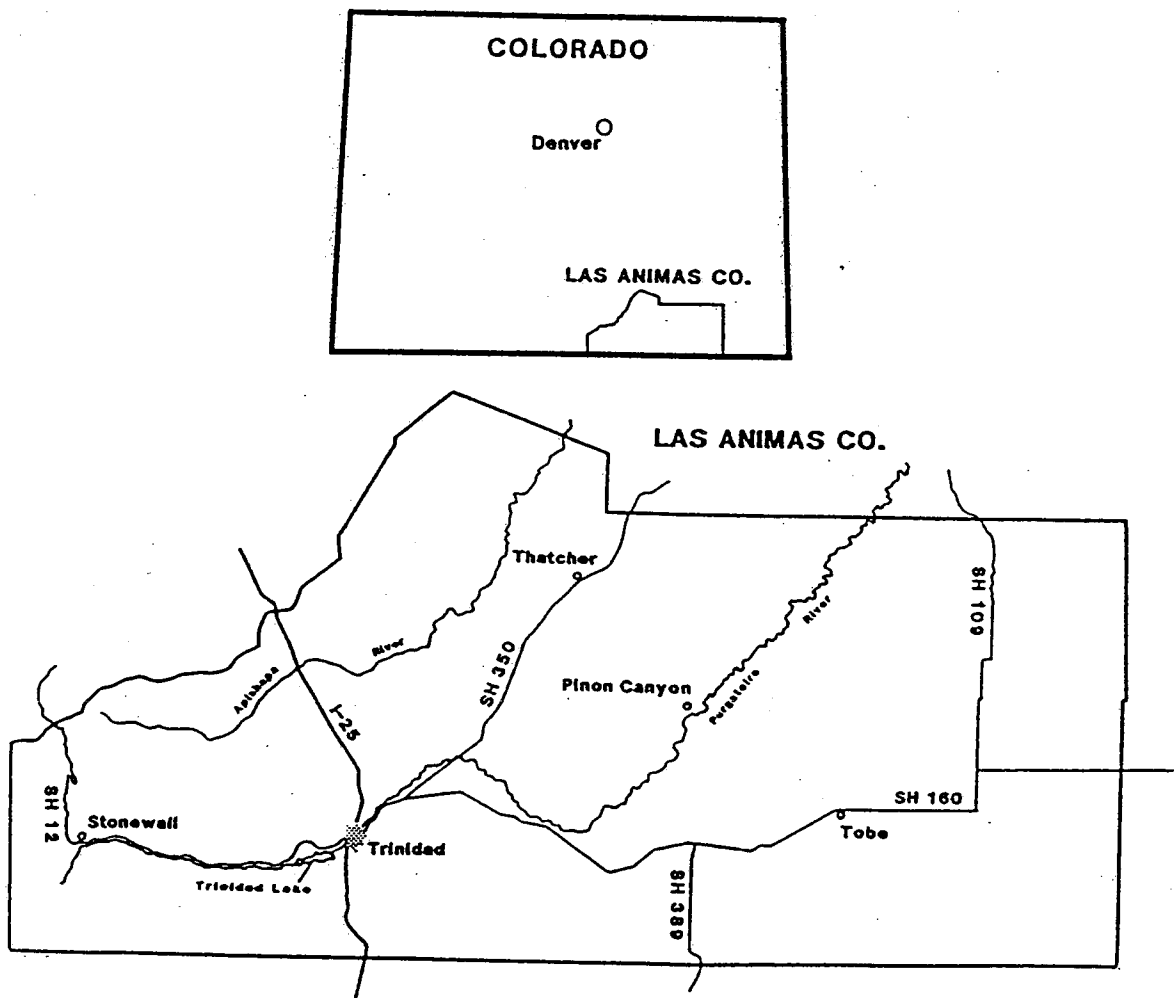 COLORADO
Denver
LAS ANIMAS CO.
LAS ANIMAS CO.
Thatcher
SH 109
River
River
SH 350
Pinon Canyon
Apishapa
Purgatoire
I-25
SH 12
Stonewall
SH 160
Tobe
Trinidad
Trinidad Lake
SH 389